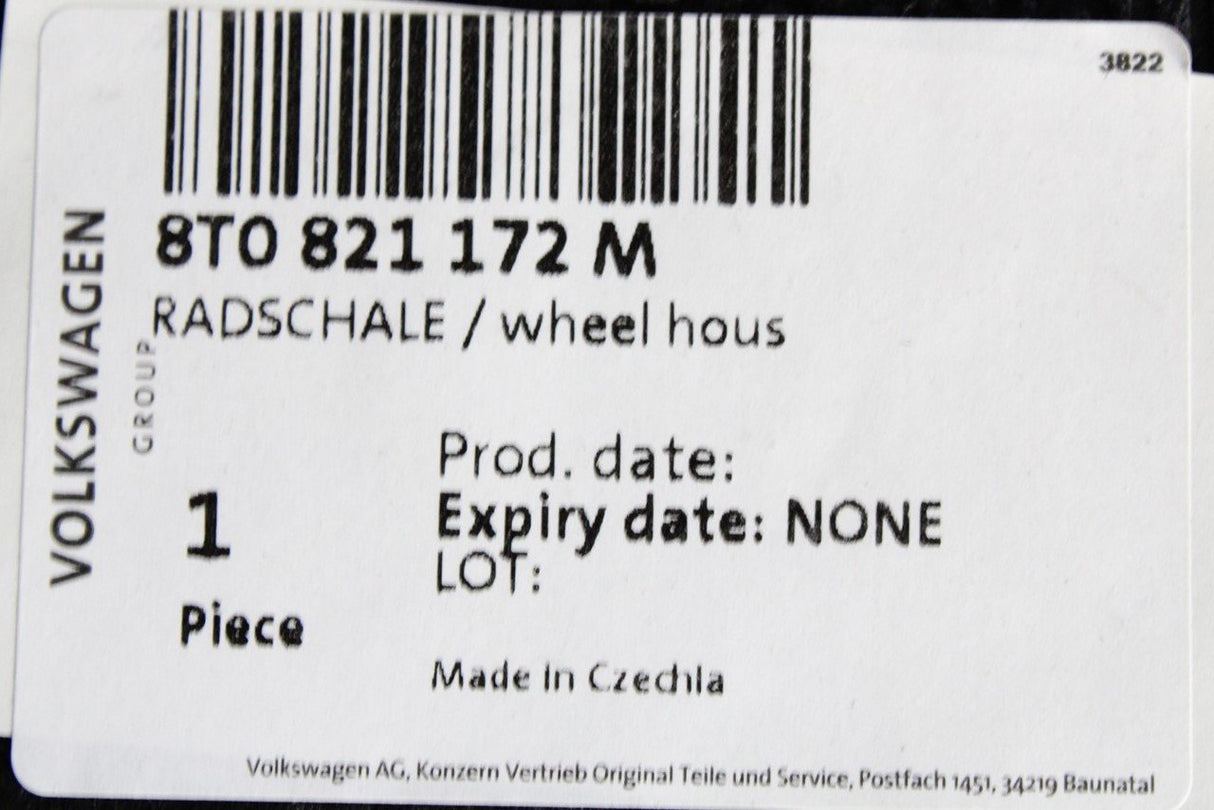 3822
8T0 821 172 M
RADSCHALE / wheel hous
VOLKSWAGEN
GROUP
Prod. date:
1
Expiry date: NONE
LOT:
Piece
Made in Czechia
Volkswagen AG, Konzern Vertrieb Original Teile und Service, Postfach 1451, 34219 Baunatal